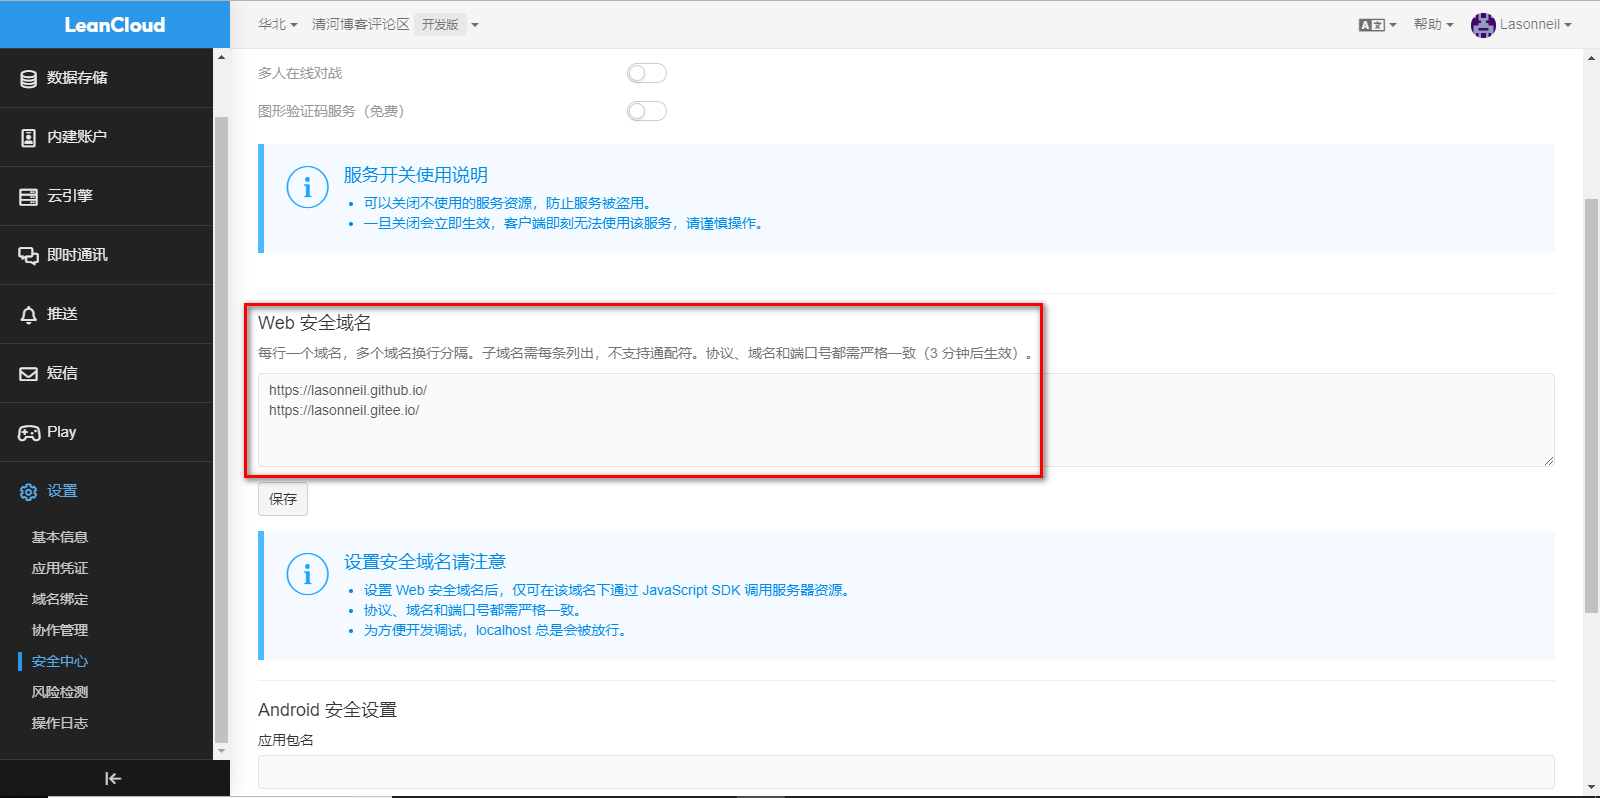 LeanCloud
华北
清河博客评论区
开发版
帮助
Lasonneil
数据存储
内建账户
云引擎
即时通讯
推送
短信
Play
设置
基本信息
应用凭证
域名绑定
协作管理
安全中心
风险检测
操作日志
多人在线对战
图形验证码服务（免费）
服务开关使用说明
可以关闭不使用的服务资源，防止服务被盗用。
一旦关闭会立即生效，客户端即刻无法使用该服务，请谨慎操作。
Web 安全域名
每行一个域名，多个域名换行分隔。子域名需每条列出，不支持通配符。协议、域名和端口号都需严格一致（3 分钟后生效）。
https://lasonneil.github.io/
https://lasonneil.gitee.io/
保存
设置安全域名请注意
设置 Web 安全域名后，仅可在该域名下通过 JavaScript SDK 调用服务器资源。
协议、域名和端口号都需严格一致。
为方便开发调试，localhost 总是会被放行。
Android 安全设置
应用包名